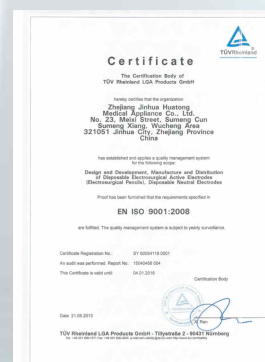 TÜVRheinland
Certificate
The Certification Body of
TÜV Rheinland LGA Products GmbH
hereby certifies that the organization
Zhejiang Jinhua Huatong
Medical Appliance Co., Ltd.
No. 23, Meixi Street, Sumeng Cun
Sumeng Xiang, Wucheng Area
321051 Jinhua City, Zhejiang Province
China
has established and applies a quality management system
for the following scope:
Design and Development, Manufacture and Distribution
of Disposable Electrosurgical Active Electrodes
(Electrosurgical Pencils), Disposable Neutral Electrodes
Proof has been furnished that the requirements specified in
EN ISO 9001:2008
are fulfilled. The quality management system is subject to yearly surveillance.
Certificate Registration No.: SY 60004118 0001
An audit was performed. Report No.: 15040458 004
This Certificate is valid until: 04.01.2018
Certification Body
Date 21.09.2015
TÜV Rheinland LGA Products GmbH - Tillystraße 2 - 90431 Nürnberg